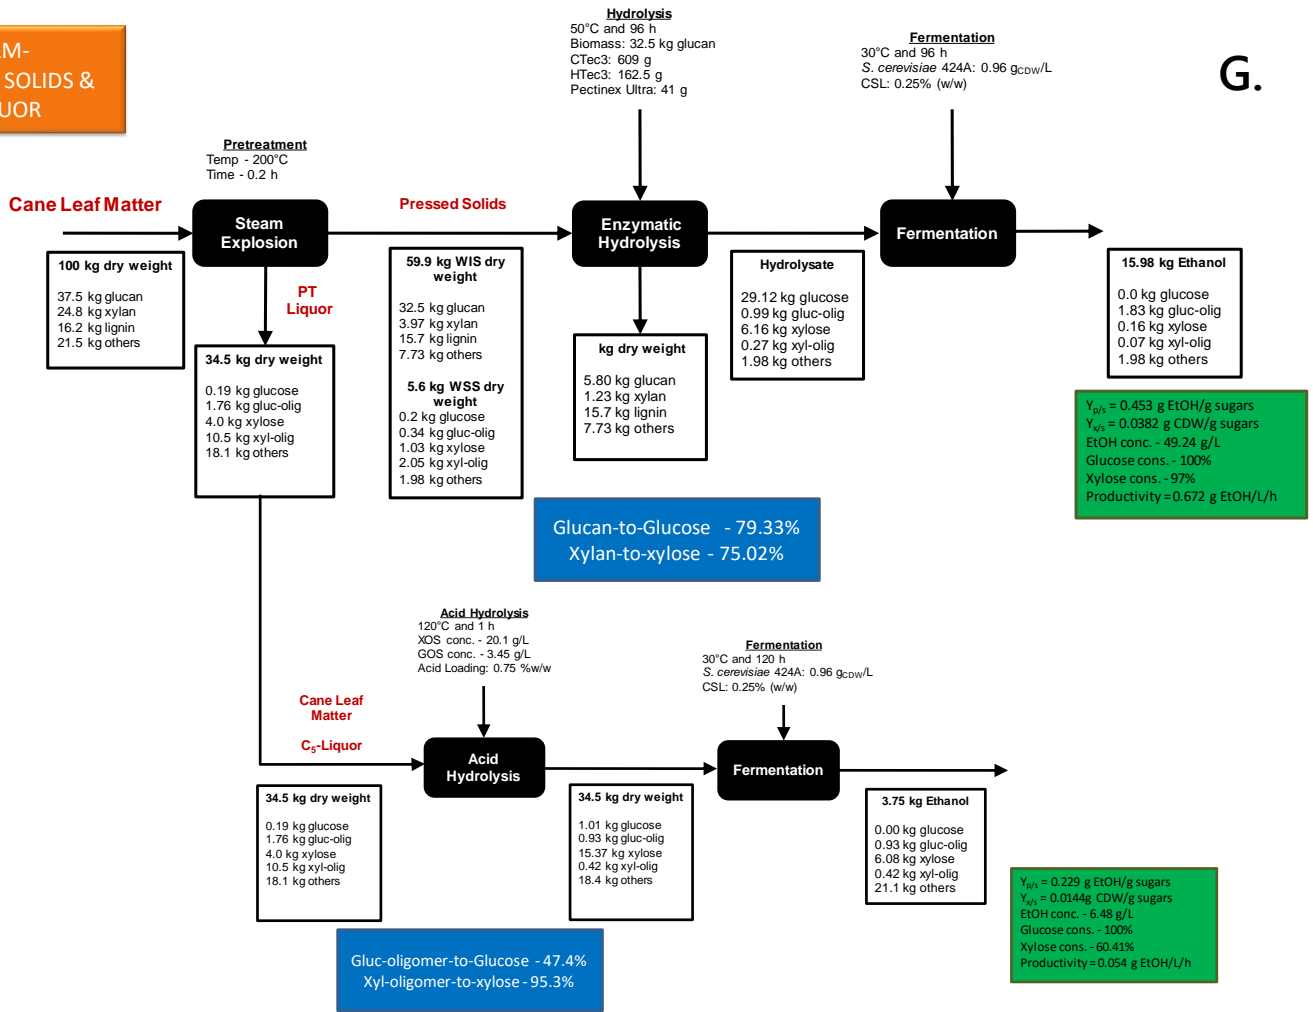 Hydrolysis
50°C and 96 h
Biomass: 32.5 kg glucan
CTec3: 609 g
HTec3: 162.5 g
Pectinex Ultra: 41 g
Fermentation
30°C and 96 h
S. cerevisiae 424A: 0.96 gCDW/L
CSL: 0.25% (w/w)
G.
SOLIDS &
Pretreatment
Temp - 200°C
Time - 0.2 h
Cane Leaf Matter
Steam
Explosion
Pressed Solids
Enzymatic
Hydrolysis
Fermentation
100 kg dry weight
37.5 kg glucan
24.8 kg xylan
16.2 kg lignin
21.5 kg others
PT
Liquor
34.5 kg dry weight
0.19 kg glucose
1.76 kg gluc-olig
4.0 kg xylose
10.5 kg xyl-olig
18.1 kg others
59.9 kg WIS dry
weight
32.5 kg glucan
3.97 kg xylan
15.7 kg lignin
7.73 kg others
5.6 kg WSS dry
weight
0.2 kg glucose
0.34 kg gluc-olig
1.03 kg xylose
2.05 kg xyl-olig
1.98 kg others
kg dry weight
5.80 kg glucan
1.23 kg xylan
15.7 kg lignin
7.73 kg others
Hydrolysate
29.12 kg glucose
0.99 kg gluc-olig
6.16 kg xylose
0.27 kg xyl-olig
1.98 kg others
15.98 kg Ethanol
0.0 kg glucose
1.83 kg gluc-olig
0.16 kg xylose
0.07 kg xyl-olig
1.98 kg others
Yp/s = 0.453 g EtOH/g sugars
Yx/s = 0.0382 g CDW/g sugars
EtOH conc. - 49.24 g/L
Glucose cons. - 100%
Xylose cons. - 97%
Productivity = 0.672 g EtOH/L/h
Glucan-to-Glucose - 79.33%
Xylan-to-xylose - 75.02%
Acid Hydrolysis
120°C and 1 h
XOS conc. - 20.1 g/L
GOS conc. - 3.45 g/L
Acid Loading: 0.75 %w/w
Fermentation
30°C and 120 h
S. cerevisiae 424A: 0.96 gCDW/L
CSL: 0.25% (w/w)
Cane Leaf
Matter
C5-Liquor
Acid
Hydrolysis
Fermentation
34.5 kg dry weight
0.19 kg glucose
1.76 kg gluc-olig
4.0 kg xylose
10.5 kg xyl-olig
18.1 kg others
34.5 kg dry weight
1.01 kg glucose
0.93 kg gluc-olig
15.37 kg xylose
0.42 kg xyl-olig
18.4 kg others
3.75 kg Ethanol
0.00 kg glucose
0.93 kg gluc-olig
6.08 kg xylose
0.42 kg xyl-olig
21.1 kg others
Yp/s = 0.229 g EtOH/g sugars
Yx/s = 0.0144g CDW/g sugars
EtOH conc. - 6.48 g/L
Glucose cons. - 100%
Xylose cons. - 60.41%
Productivity = 0.054 g EtOH/L/h
Gluc-oligomer-to-Glucose - 47.4%
Xyl-oligomer-to-xylose - 95.3%